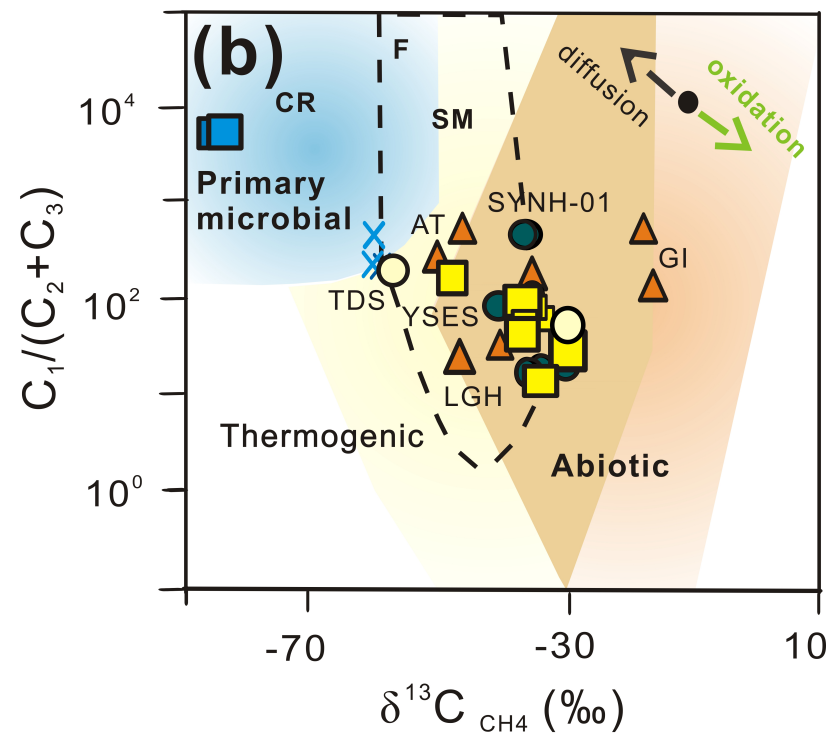 (b)
F
diffusion
oxidation
CR
SM
10⁴
Primary
microbial
SYNH-01
AT
GI
C₁/(C₂+C₃)
10²
TDS
YSES
LGH
Thermogenic
Abiotic
10⁰
-70
-30
10
δ¹³C CH4 (‰)